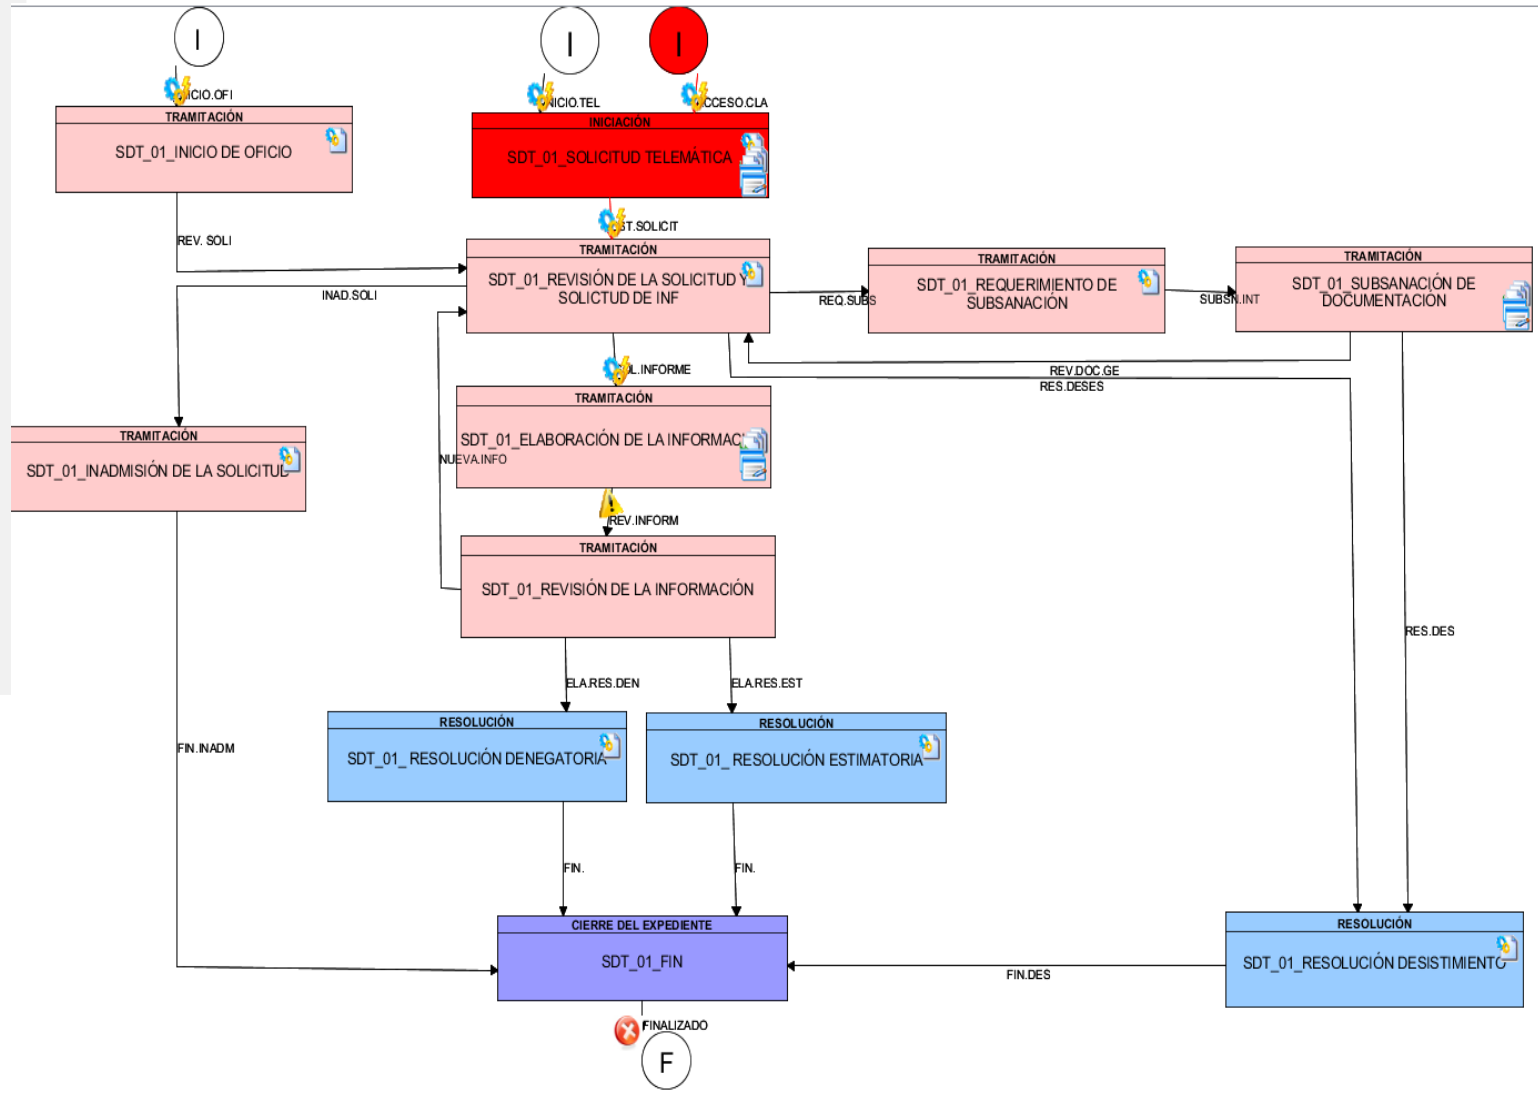 I
I
I
ICIO.OFI
NICIO.TEL
CCESO.CLA
TRAMITACIÓN
SDT_01_INICIO DE OFICIO
INICIACIÓN
SDT_01_SOLICITUD TELEMÁTICA
ST.SOLICIT
REV. SOLI
TRAMITACIÓN
SDT_01_REVISIÓN DE LA SOLICITUD Y
SOLICTUD DE INF
TRAMITACIÓN
SDT_01_REQUERIMIENTO DE
SUBSANACIÓN
TRAMITACIÓN
SDT_01_SUBSANACIÓN DE
DOCUMENTACIÓN
INAD.SOLI
REQ.SUBS
SUBSN.INT
L.INFORME
REV.DOC.GE
RES.DESES
TRAMITACIÓN
SDT_01_ELABORACIÓN DE LA INFORMAC
NUEVA.INFO
TRAMITACIÓN
SDT_01_INADMISIÓN DE LA SOLICITUD
REV.INFORM
TRAMITACIÓN
SDT_01_REVISIÓN DE LA INFORMACIÓN
RES.DES
ELA.RES.DEN
ELA.RES.EST
RESOLUCIÓN
SDT_01_ RESOLUCIÓN DENEGATORIA
RESOLUCIÓN
SDT_01_ RESOLUCIÓN ESTIMATORIA
FIN.INADM
FIN.
FIN.
CIERRE DEL EXPEDIENTE
SDT_01_FIN
RESOLUCIÓN
SDT_01_RESOLUCIÓN DESISTIMIENTO
FIN.DES
FINALIZADO
F